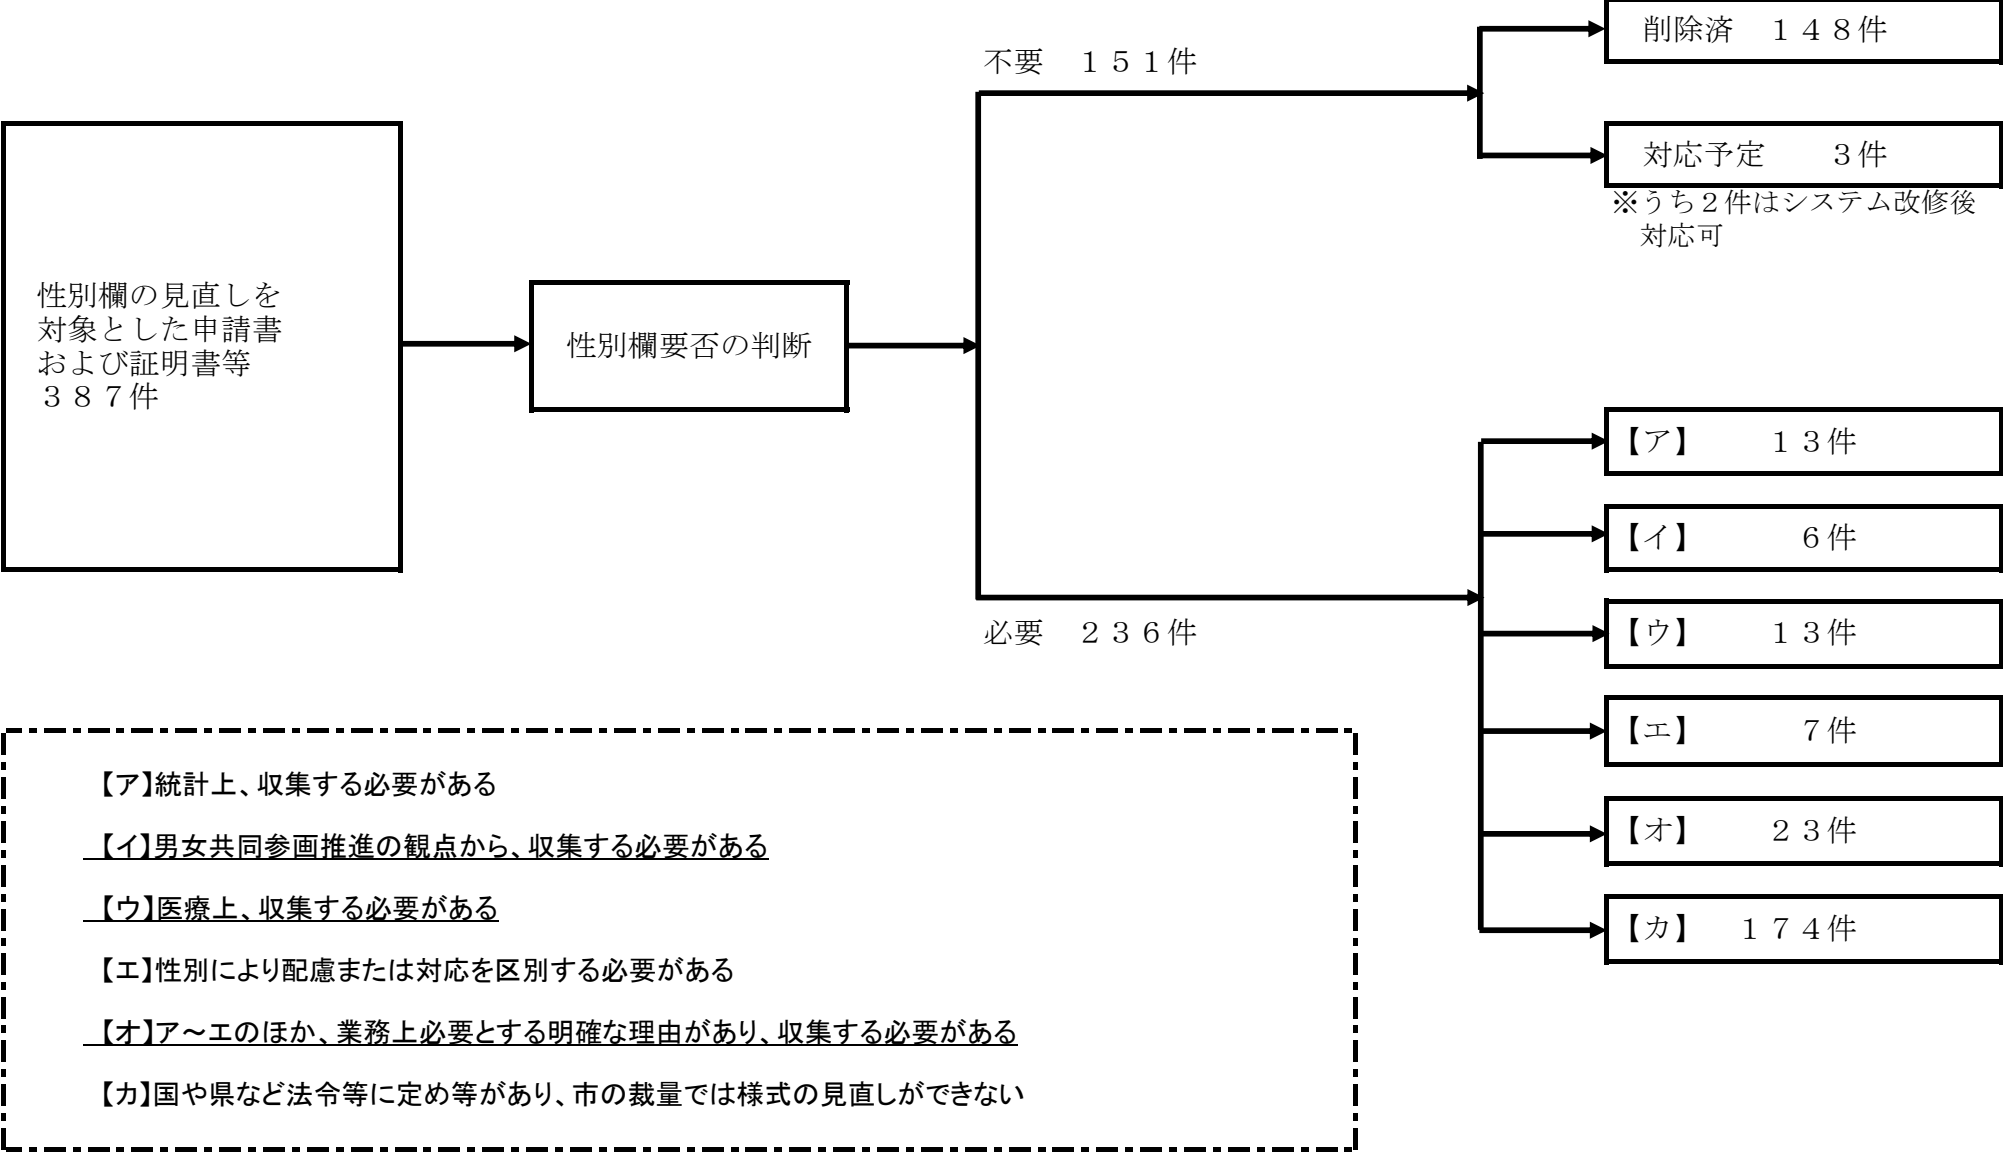 性別欄の見直しを
対象とした申請書
および証明書等
３８７件
性別欄要否の判断
不要　１５１件
削除済　１４８件
対応予定　　３件
※うち２件はシステム改修後
対応可
必要　２３６件
【ア】　　１３件
【イ】　　　６件
【ウ】　　１３件
【エ】　　　７件
【オ】　　２３件
【カ】　１７４件
【ア】統計上、収集する必要がある
【イ】男女共同参画推進の観点から、収集する必要がある
【ウ】医療上、収集する必要がある
【エ】性別により配慮または対応を区別する必要がある
【オ】ア～エのほか、業務上必要とする明確な理由があり、収集する必要がある
【カ】国や県など法令等に定め等があり、市の裁量では様式の見直しができない